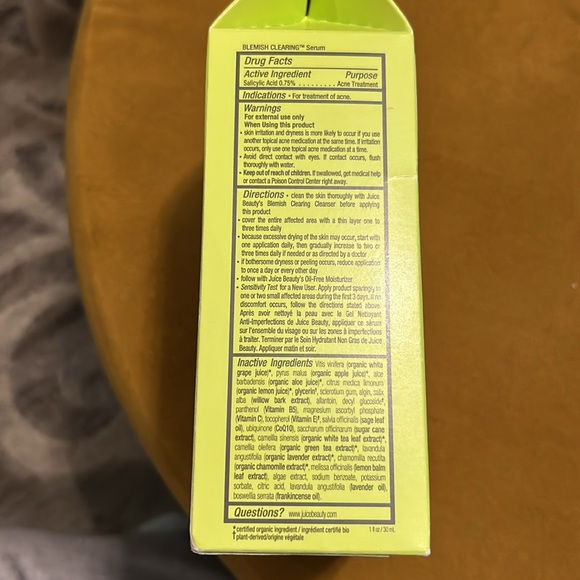 BLEMISH CLEARING™ Serum
Drug Facts
Active Ingredient Purpose
Salicylic Acid 0.75% . . . . . . . . . Acne Treatment
Indications • For treatment of acne.
Warnings
For external use only
When Using this product
• skin irritation and dryness is more likely to occur if you use
another topical acne medication at the same time. If irritation
occurs, only use one topical acne medication at a time.
• Avoid direct contact with eyes. If contact occurs, flush
thoroughly with water.
• Keep out of reach of children. If swallowed, get medical help
or contact a Poison Control Center right away.
Directions • clean the skin thoroughly with Juice
Beauty's Blemish Clearing Cleanser before applying
this product
• cover the entire affected area with a thin layer one to
three times daily
• because excessive drying of the skin may occur, start with
one application daily, then gradually increase to two or
three times daily if needed or as directed by a doctor
• if bothersome dryness or peeling occurs, reduce application
to once a day or every other day
• follow with Juice Beauty's Oil-Free Moisturizer
• Sensitivity Test for a New User. Apply product sparingly to
one or two small affected areas during the first 3 days. If no
discomfort occurs, follow the directions stated above.
Après avoir nettoyé la peau avec le Gel Nettoyant
Anti-Imperfections de Juice Beauty, appliquer ce sérum
sur l'ensemble du visage ou sur les zones à imperfections
à traiter. Terminer par le Soin Hydratant Non Gras de Juice
Beauty. Appliquer matin et soir.
Inactive Ingredients Vitis vinifera (organic white
grape juice)*, pyrus malus (organic apple juice)*, aloe
barbadensis (organic aloe juice)*, citrus medica limonum
(organic lemon juice)*, glycerin‡, sclerotium gum, algin, salix
alba (willow bark extract), allantoin, decyl glucoside‡,
panthenol (Vitamin B5), magnesium ascorbyl phosphate
(Vitamin C), tocopherol (Vitamin E)‡, salvia officinalis (sage leaf
oil), ubiquinone (CoQ10), saccharum officinarum (sugar cane
extract), camellia sinensis (organic white tea leaf extract)*,
camellia oleifera (organic green tea extract)*, lavandula
angustifolia (organic lavender extract)*, chamomilla recutita
(organic chamomile extract)*, melissa officinalis (lemon balm
leaf extract), algae extract, sodium benzoate, potassium
sorbate, citric acid, lavandula angustifolia (lavender oil),
boswellia serrata (frankincense oil).
Questions? www.juicebeauty.com
*certified organic ingredient / ingrédient certifié bio 1 fl oz / 30 mL
‡ plant-derived/origine végétale